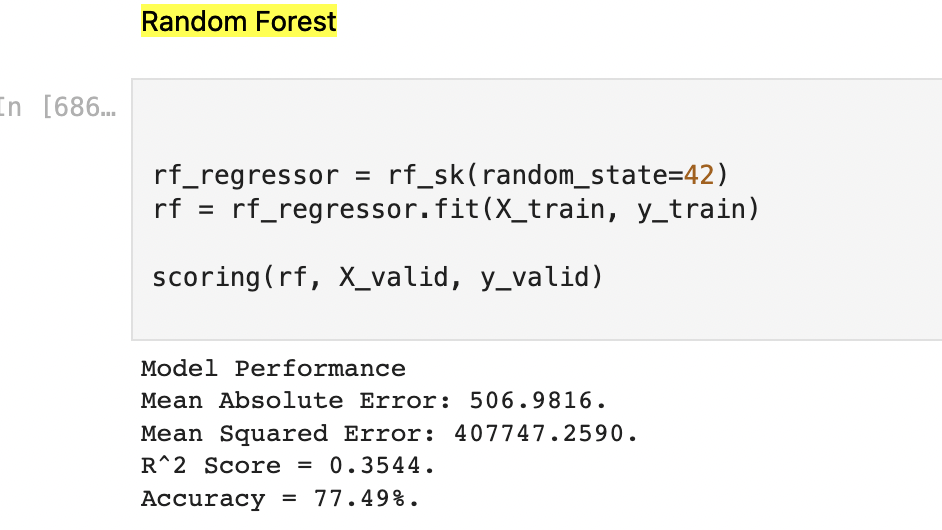 Random Forest
In [686…
rf_regressor = rf_sk(random_state=42)
rf = rf_regressor.fit(X_train, y_train)
scoring(rf, X_valid, y_valid)
Model Performance
Mean Absolute Error: 506.9816.
Mean Squared Error: 407747.2590.
R^2 Score = 0.3544.
Accuracy = 77.49%.